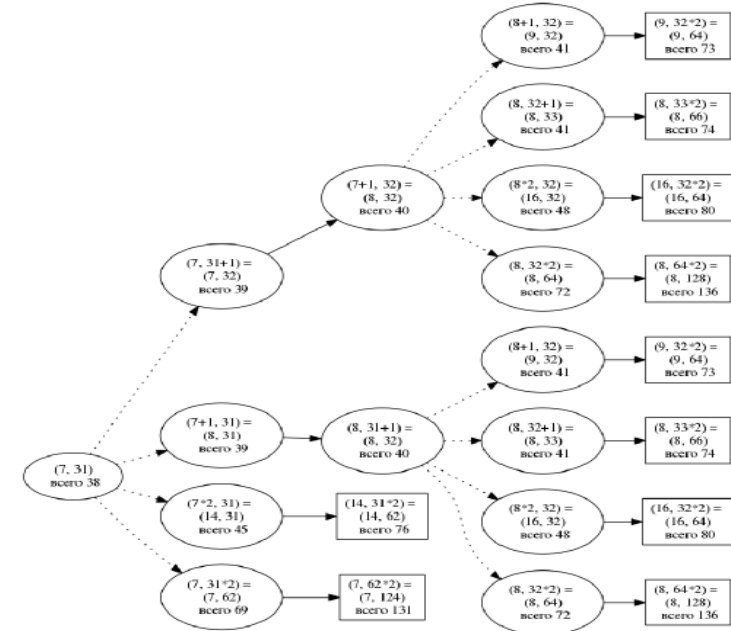 (8+1, 32) =
(9, 32)
всего 41
(9, 32*2) =
(9, 64)
всего 73
(8, 32+1) =
(8, 33)
всего 41
(8, 33*2) =
(8, 66)
всего 74
(7+1, 32) =
(8, 32)
всего 40
(8*2, 32) =
(16, 32)
всего 48
(16, 32*2) =
(16, 64)
всего 80
(7, 31+1) =
(7, 32)
всего 39
(8, 32*2) =
(8, 64)
всего 72
(8, 64*2) =
(8, 128)
всего 136
(8+1, 32) =
(9, 32)
всего 41
(9, 32*2) =
(9, 64)
всего 73
(7+1, 31) =
(8, 31)
всего 39
(8, 31+1) =
(8, 32)
всего 40
(8, 32+1) =
(8, 33)
всего 41
(8, 33*2) =
(8, 66)
всего 74
(7, 31)
всего 38
(7*2, 31) =
(14, 31)
всего 45
(14, 31*2) =
(14, 62)
всего 76
(8*2, 32) =
(16, 32)
всего 48
(16, 32*2) =
(16, 64)
всего 80
(7, 31*2) =
(7, 62)
всего 69
(7, 62*2) =
(7, 124)
всего 131
(8, 32*2) =
(8, 64)
всего 72
(8, 64*2) =
(8, 128)
всего 136